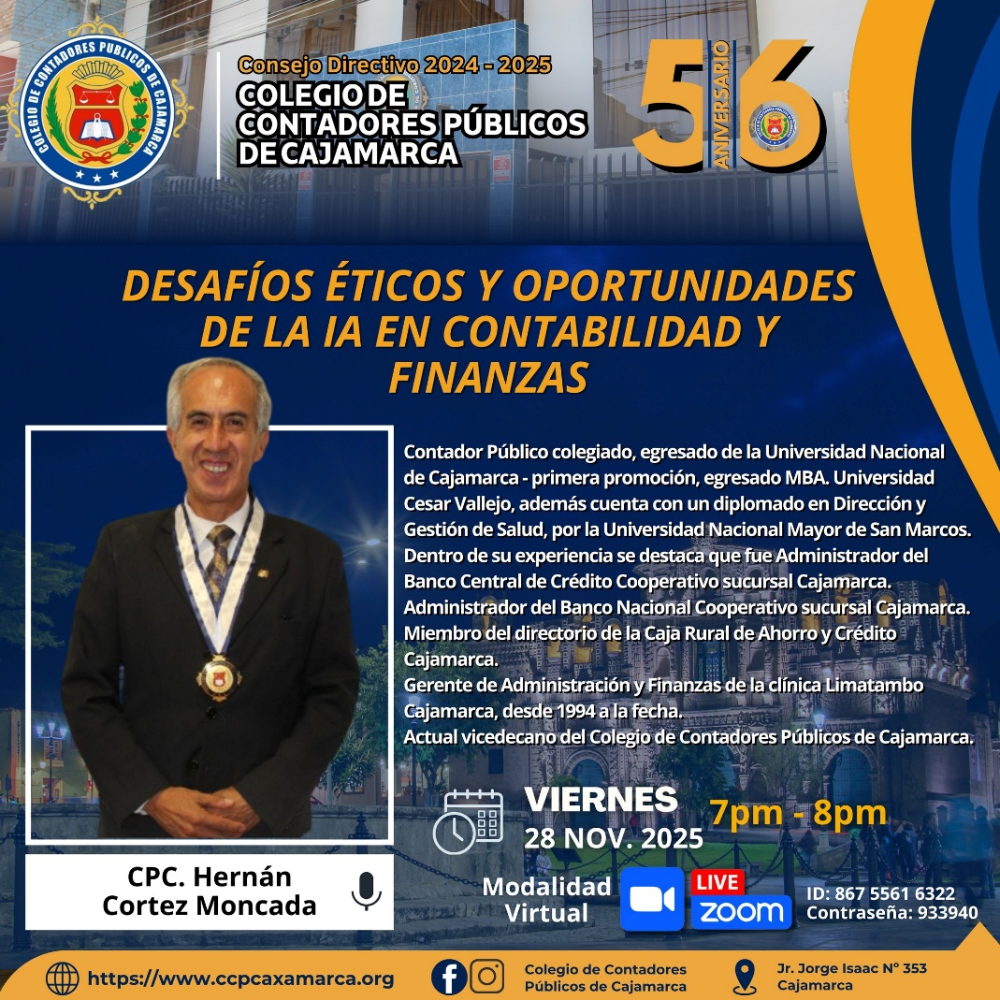 COLEGIO DE CONTADORES PUBLICOS DE CAJAMARCA
Consejo Directivo 2024 - 2025
COLEGIO DE
CONTADORES PÚBLICOS
DE CAJAMARCA
56
ANIVERSARIO
DESAFÍOS ÉTICOS Y OPORTUNIDADES
DE LA IA EN CONTABILIDAD Y
FINANZAS
Contador Público colegiado, egresado de la Universidad Nacional
de Cajamarca - primera promoción, egresado MBA. Universidad
Cesar Vallejo, además cuenta con un diplomado en Dirección y
Gestión de Salud, por la Universidad Nacional Mayor de San Marcos.
Dentro de su experiencia se destaca que fue Administrador del
Banco Central de Crédito Cooperativo sucursal Cajamarca.
Administrador del Banco Nacional Cooperativo sucursal Cajamarca.
Miembro del directorio de la Caja Rural de Ahorro y Crédito
Cajamarca.
Gerente de Administración y Finanzas de la clínica Limatambo
Cajamarca, desde 1994 a la fecha.
Actual vicedecano del Colegio de Contadores Públicos de Cajamarca.
VIERNES
28 NOV. 2025
7pm - 8pm
CPC. Hernán
Cortez Moncada
Modalidad
Virtual
LIVE
zoom
ID: 867 5561 6322
Contraseña: 933940
https://www.ccpcaxamarca.org
Colegio de Contadores
Públicos de Cajamarca
Jr. Jorge Isaac Nº 353
Cajamarca